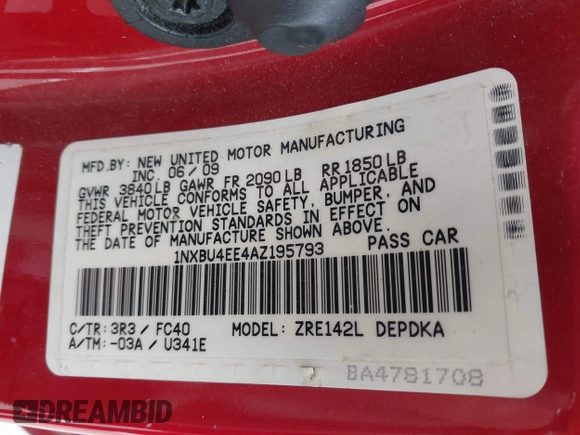 MFD.BY: NEW UNITED MOTOR MANUFACTURING
INC. 06/09
GVWR 3840LB GAWR FR 2090LB RR 1850LB
THIS VEHICLE CONFORMS TO ALL APPLICABLE
FEDERAL MOTOR VEHICLE SAFETY, BUMPER, AND
THEFT PREVENTION STANDARDS IN EFFECT ON
THE DATE OF MANUFACTURE SHOWN ABOVE.
1NXBU4EE4AZ195793 PASS CAR
C/TR: 3R3 / FC40 MODEL: ZRE142L DEPDKA
A/TM: -03A / U341E
BA4781708
DREAMBID